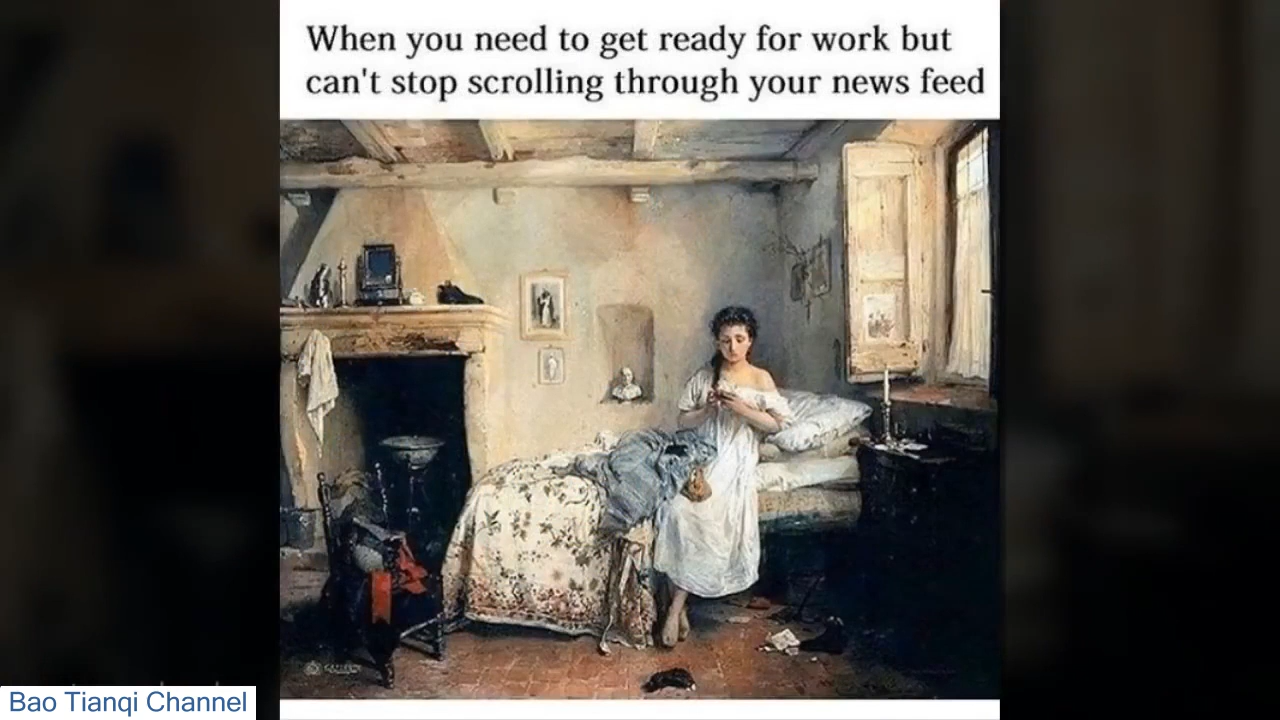 When you need to get ready for work but
can't stop scrolling through your news feed
Bao Tianqi Channel